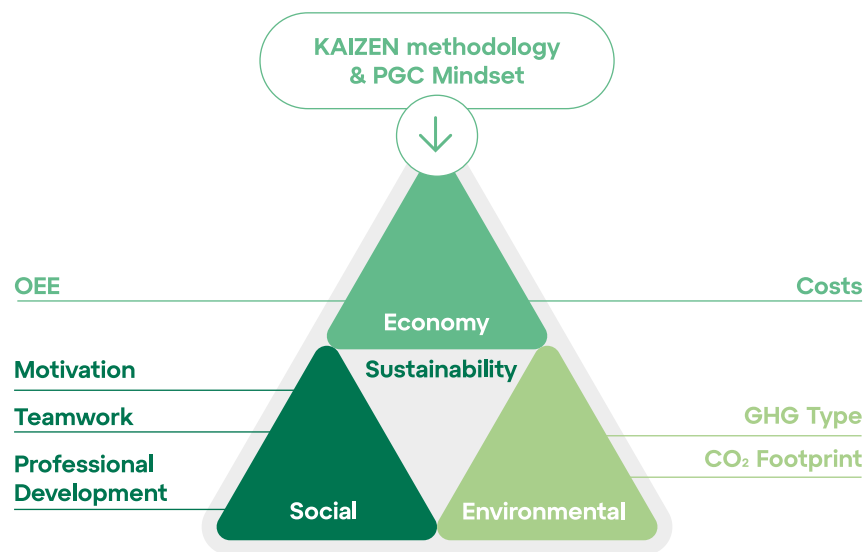 KAIZEN methodology
& PGC Mindset
OEE
Costs
Economy
Sustainability
Motivation
Teamwork
Professional
Development
GHG Type
CO₂ Footprint
Social
Environmental